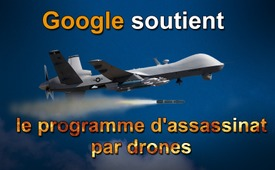 Google soutient
le programme d'assassinat
par drones